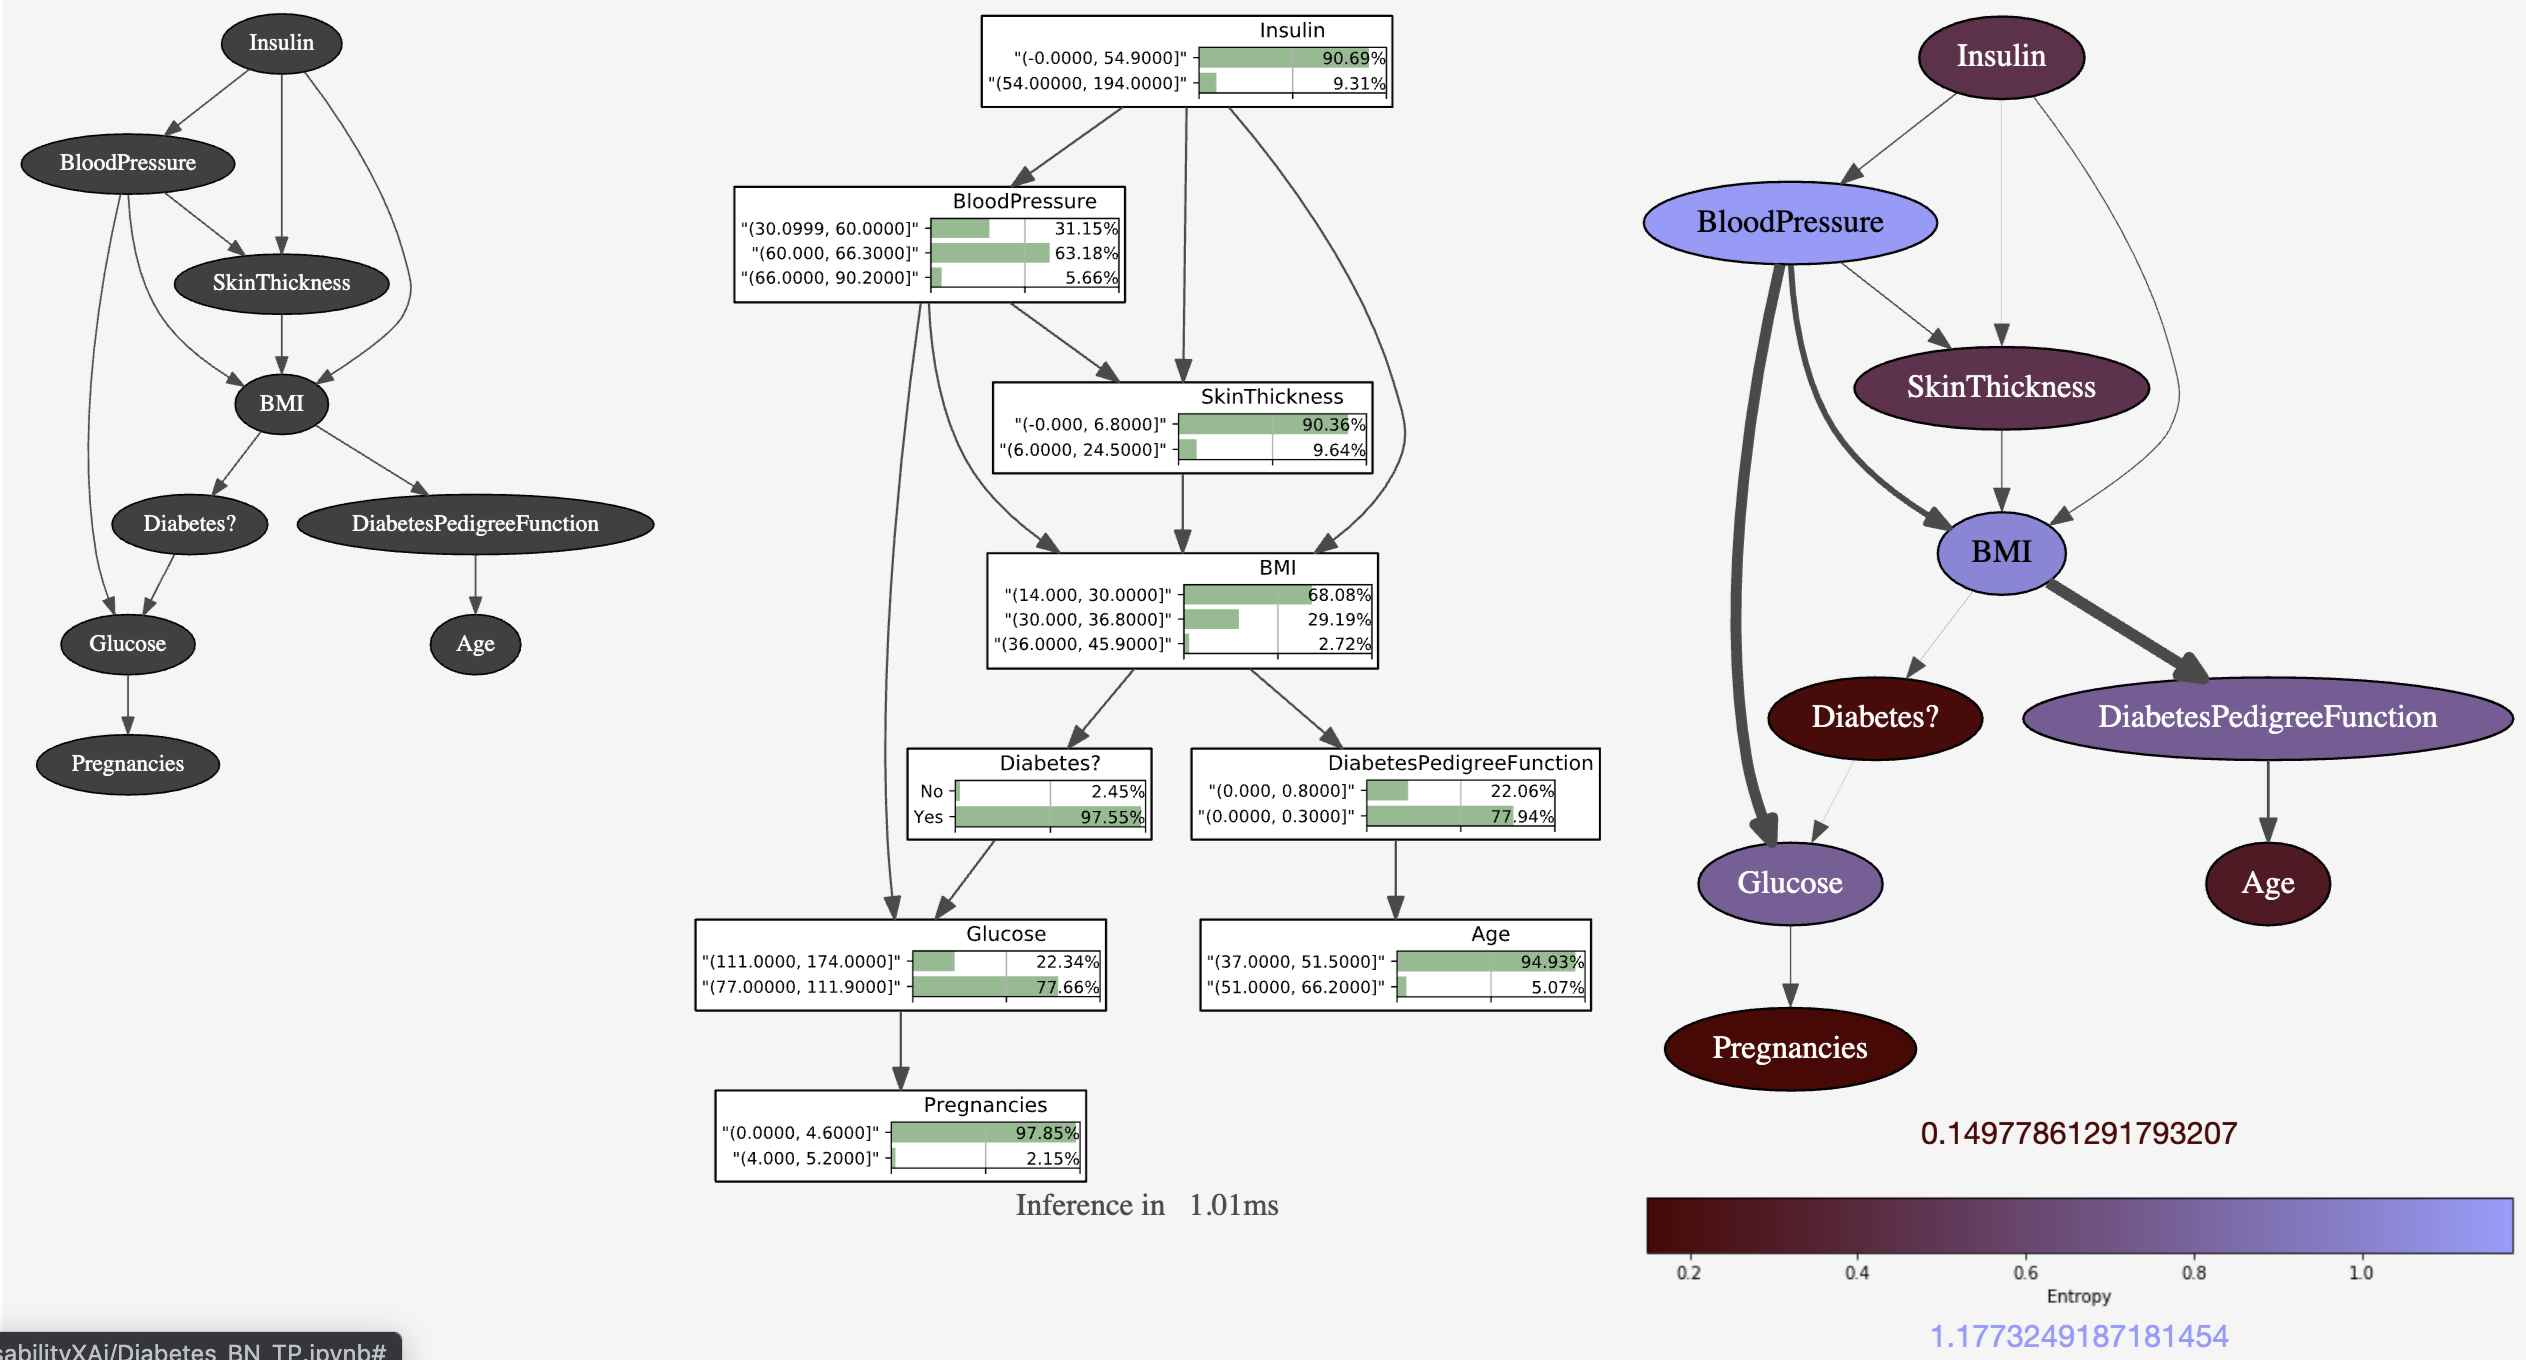 Insulin
BloodPressure
SkinThickness
BMI
Diabetes?
DiabetesPedigreeFunction
Glucose
Age
Pregnancies
Insulin
"(-0.0000, 54.9000]" 90.69%
"(54.00000, 194.0000]" 9.31%
BloodPressure
"(30.0999, 60.0000]" 31.15%
"(60.000, 66.3000]" 63.18%
"(66.0000, 90.2000]" 5.66%
SkinThickness
"(-0.000, 6.8000]" 90.36%
"(6.0000, 24.5000]" 9.64%
BMI
"(14.000, 30.0000]" 68.08%
"(30.000, 36.8000]" 29.19%
"(36.0000, 45.9000]" 2.72%
Diabetes?
No 2.45%
Yes 97.55%
DiabetesPedigreeFunction
"(0.000, 0.8000]" 22.06%
"(0.0000, 0.3000]" 77.94%
Glucose
"(111.0000, 174.0000]" 22.34%
"(77.00000, 111.9000]" 77.66%
Age
"(37.0000, 51.5000]" 94.93%
"(51.0000, 66.2000]" 5.07%
Pregnancies
"(0.0000, 4.6000]" 97.85%
"(4.000, 5.2000]" 2.15%
Inference in 1.01ms
Insulin
BloodPressure
SkinThickness
BMI
Diabetes?
DiabetesPedigreeFunction
Glucose
Age
Pregnancies
0.14977861291793207
0.2 0.4 0.6 0.8 1.0
Entropy
1.1773249187181454
sabilityXAi/Diabetes_BN_TP.ipynb#